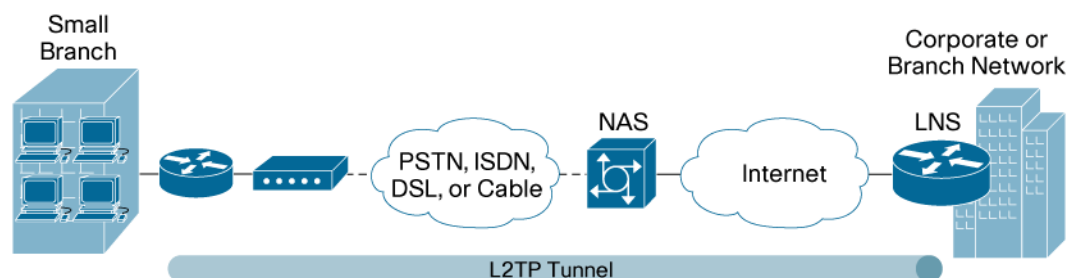 Small
Branch
PSTN, ISDN,
DSL, or Cable
NAS
Internet
LNS
Corporate or
Branch Network
L2TP Tunnel